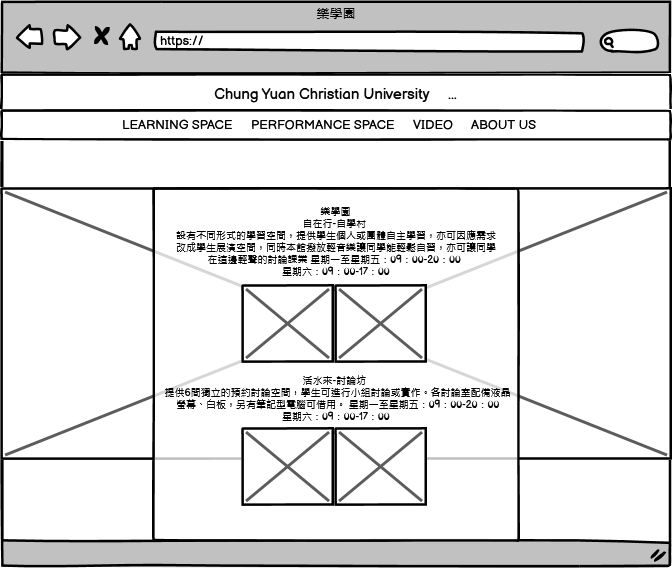 樂學園
https://
Chung Yuan Christian University ...
LEARNING SPACE PERFORMANCE SPACE VIDEO ABOUT US
樂學園
自在行-自學村
設有不同形式的學習空間，提供學生個人或團體自主學習，亦可因應需求
改成學生展演空間，同時本館撥放輕音樂讓同學能輕鬆自習，亦可讓同學
在這邊輕聲的討論課業 星期一至星期五：09：00-20：00
星期六：09：00-17：00
活水來-討論坊
提供6間獨立的預約討論空間，學生可進行小組討論或實作。各討論室配備液晶
螢幕、白板，另有筆記型電腦可借用。 星期一至星期五：09：00-20：00
星期六：09：00-17：00